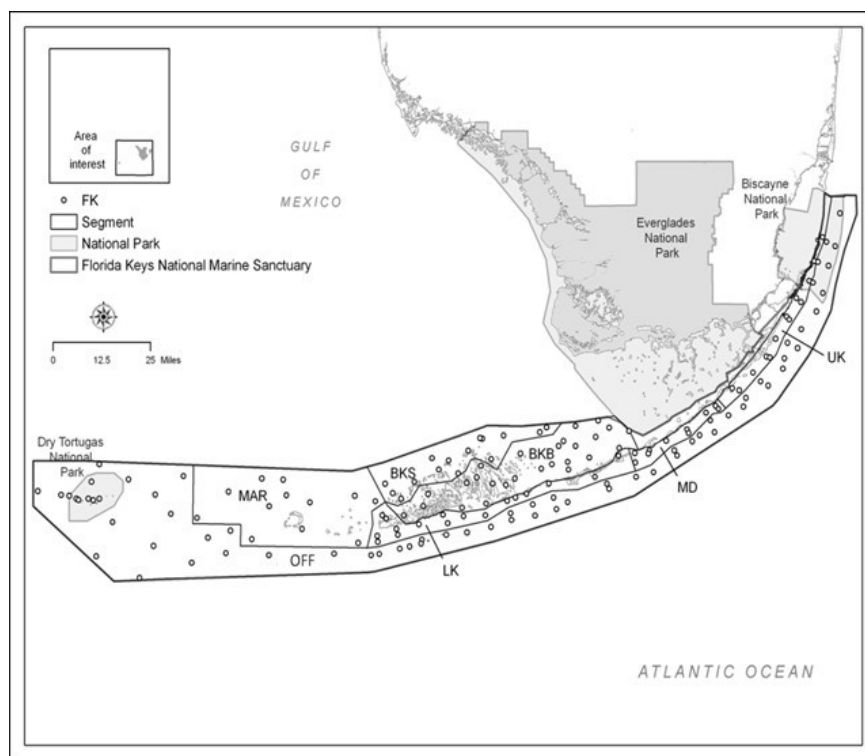 Area
of
interest
GULF
OF
MEXICO
FK
Segment
National Park
Florida Keys National Marine Sanctuary
0 12.5 25 Miles
Biscayne
National
Park
Everglades
National
Park
UK
Dry Tortugas
National
Park
BKS
BKB
MAR
MD
OFF
LK
ATLANTIC OCEAN